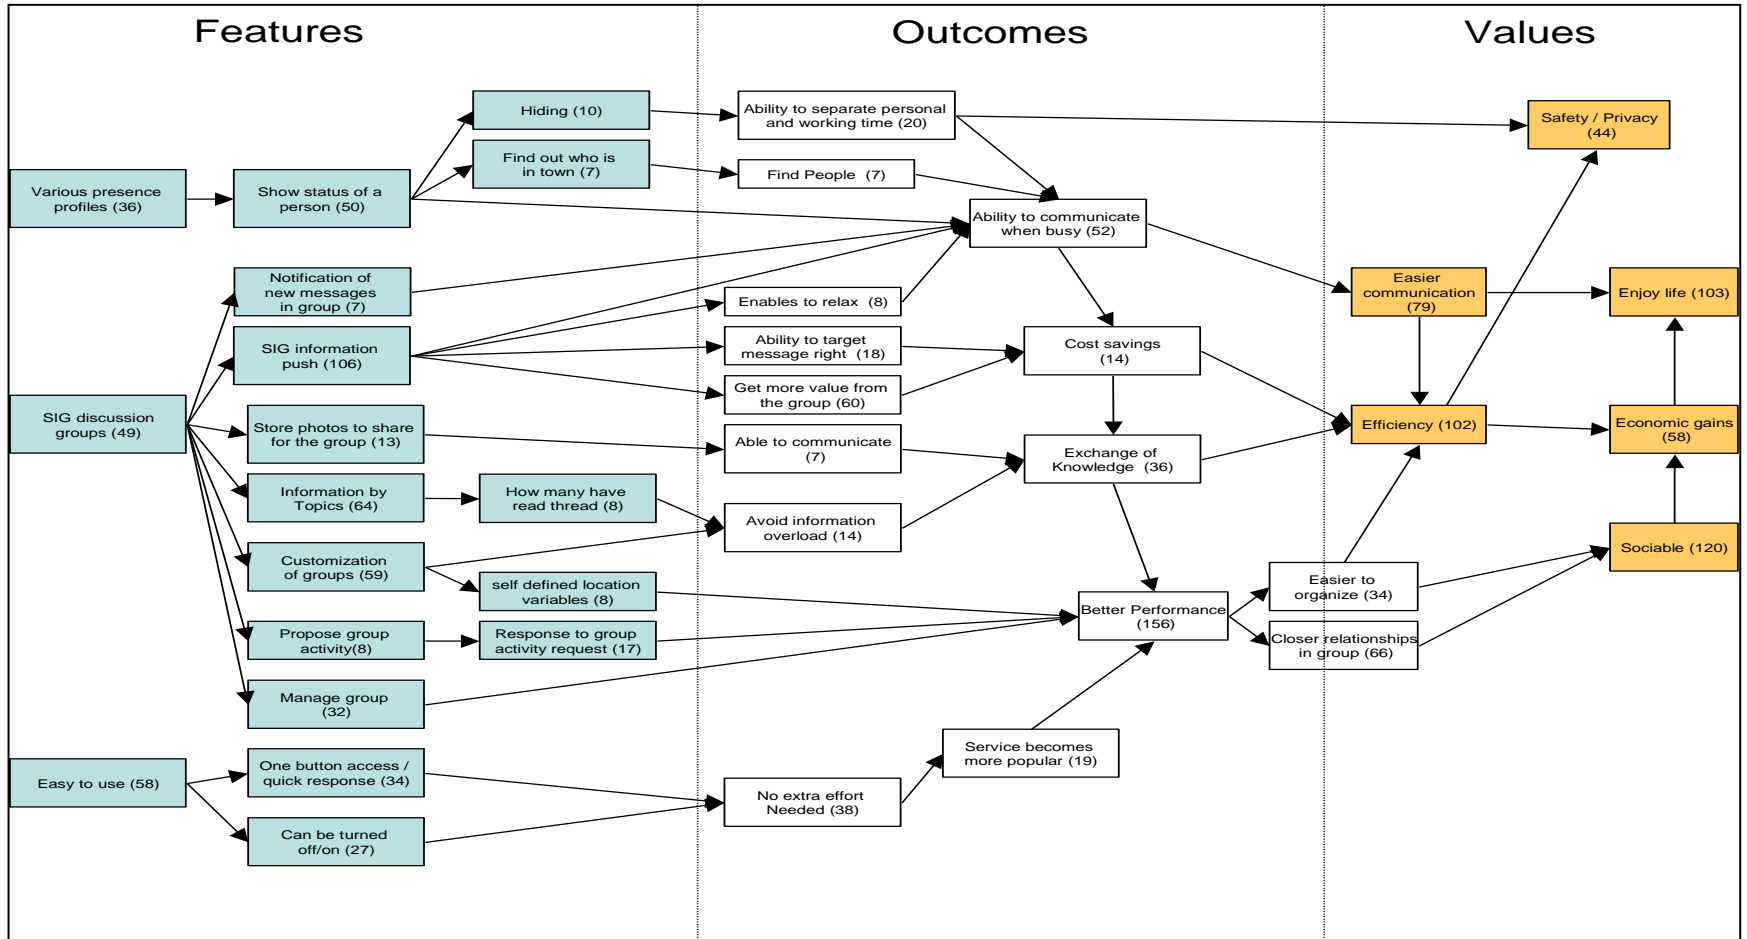 Features
Outcomes
Values
Hiding (10)
Find out who is
in town (7)
Various presence
profiles (36)
Show status of a
person (50)
Notification of
new messages
in group (7)
SIG information
push (106)
SIG discussion
groups (49)
Store photos to share
for the group (13)
Information by
Topics (64)
How many have
read thread (8)
Customization
of groups (59)
self defined location
variables (8)
Propose group
activity(8)
Response to group
activity request (17)
Manage group
(32)
Easy to use (58)
One button access /
quick response (34)
Can be turned
off/on (27)
Ability to separate personal
and working time (20)
Find People (7)
Ability to communicate
when busy (52)
Enables to relax (8)
Ability to target
message right (18)
Get more value from
the group (60)
Cost savings
(14)
Able to communicate
(7)
Exchange of
Knowledge (36)
Avoid information
overload (14)
Better Performance
(156)
Easier to
organize (34)
Closer relationships
in group (66)
Service becomes
more popular (19)
No extra effort
Needed (38)
Safety / Privacy
(44)
Easier
communication
(79)
Enjoy life (103)
Efficiency (102)
Economic gains
(58)
Sociable (120)